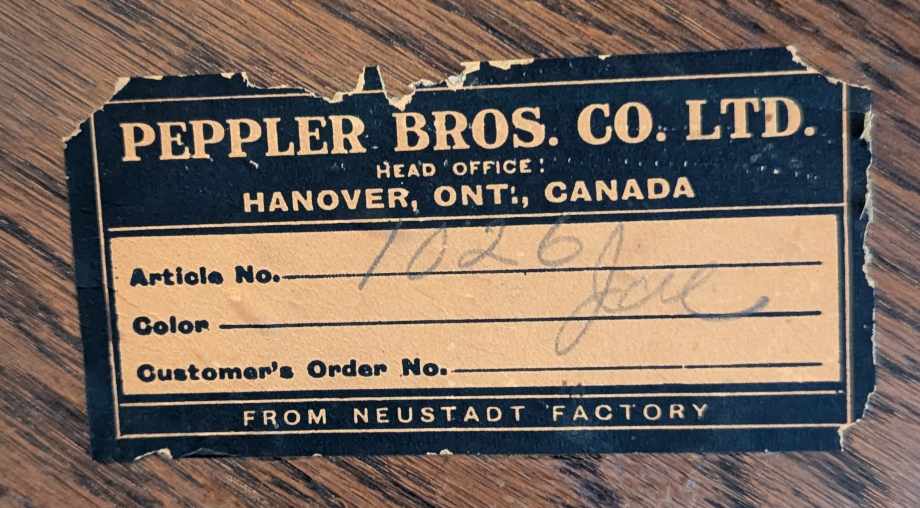 PEPPLER BROS. CO. LTD.
HEAD OFFICE:
HANOVER, ONT., CANADA
Article No. 1026
Color
Customer's Order No.
FROM NEUSTADT FACTORY